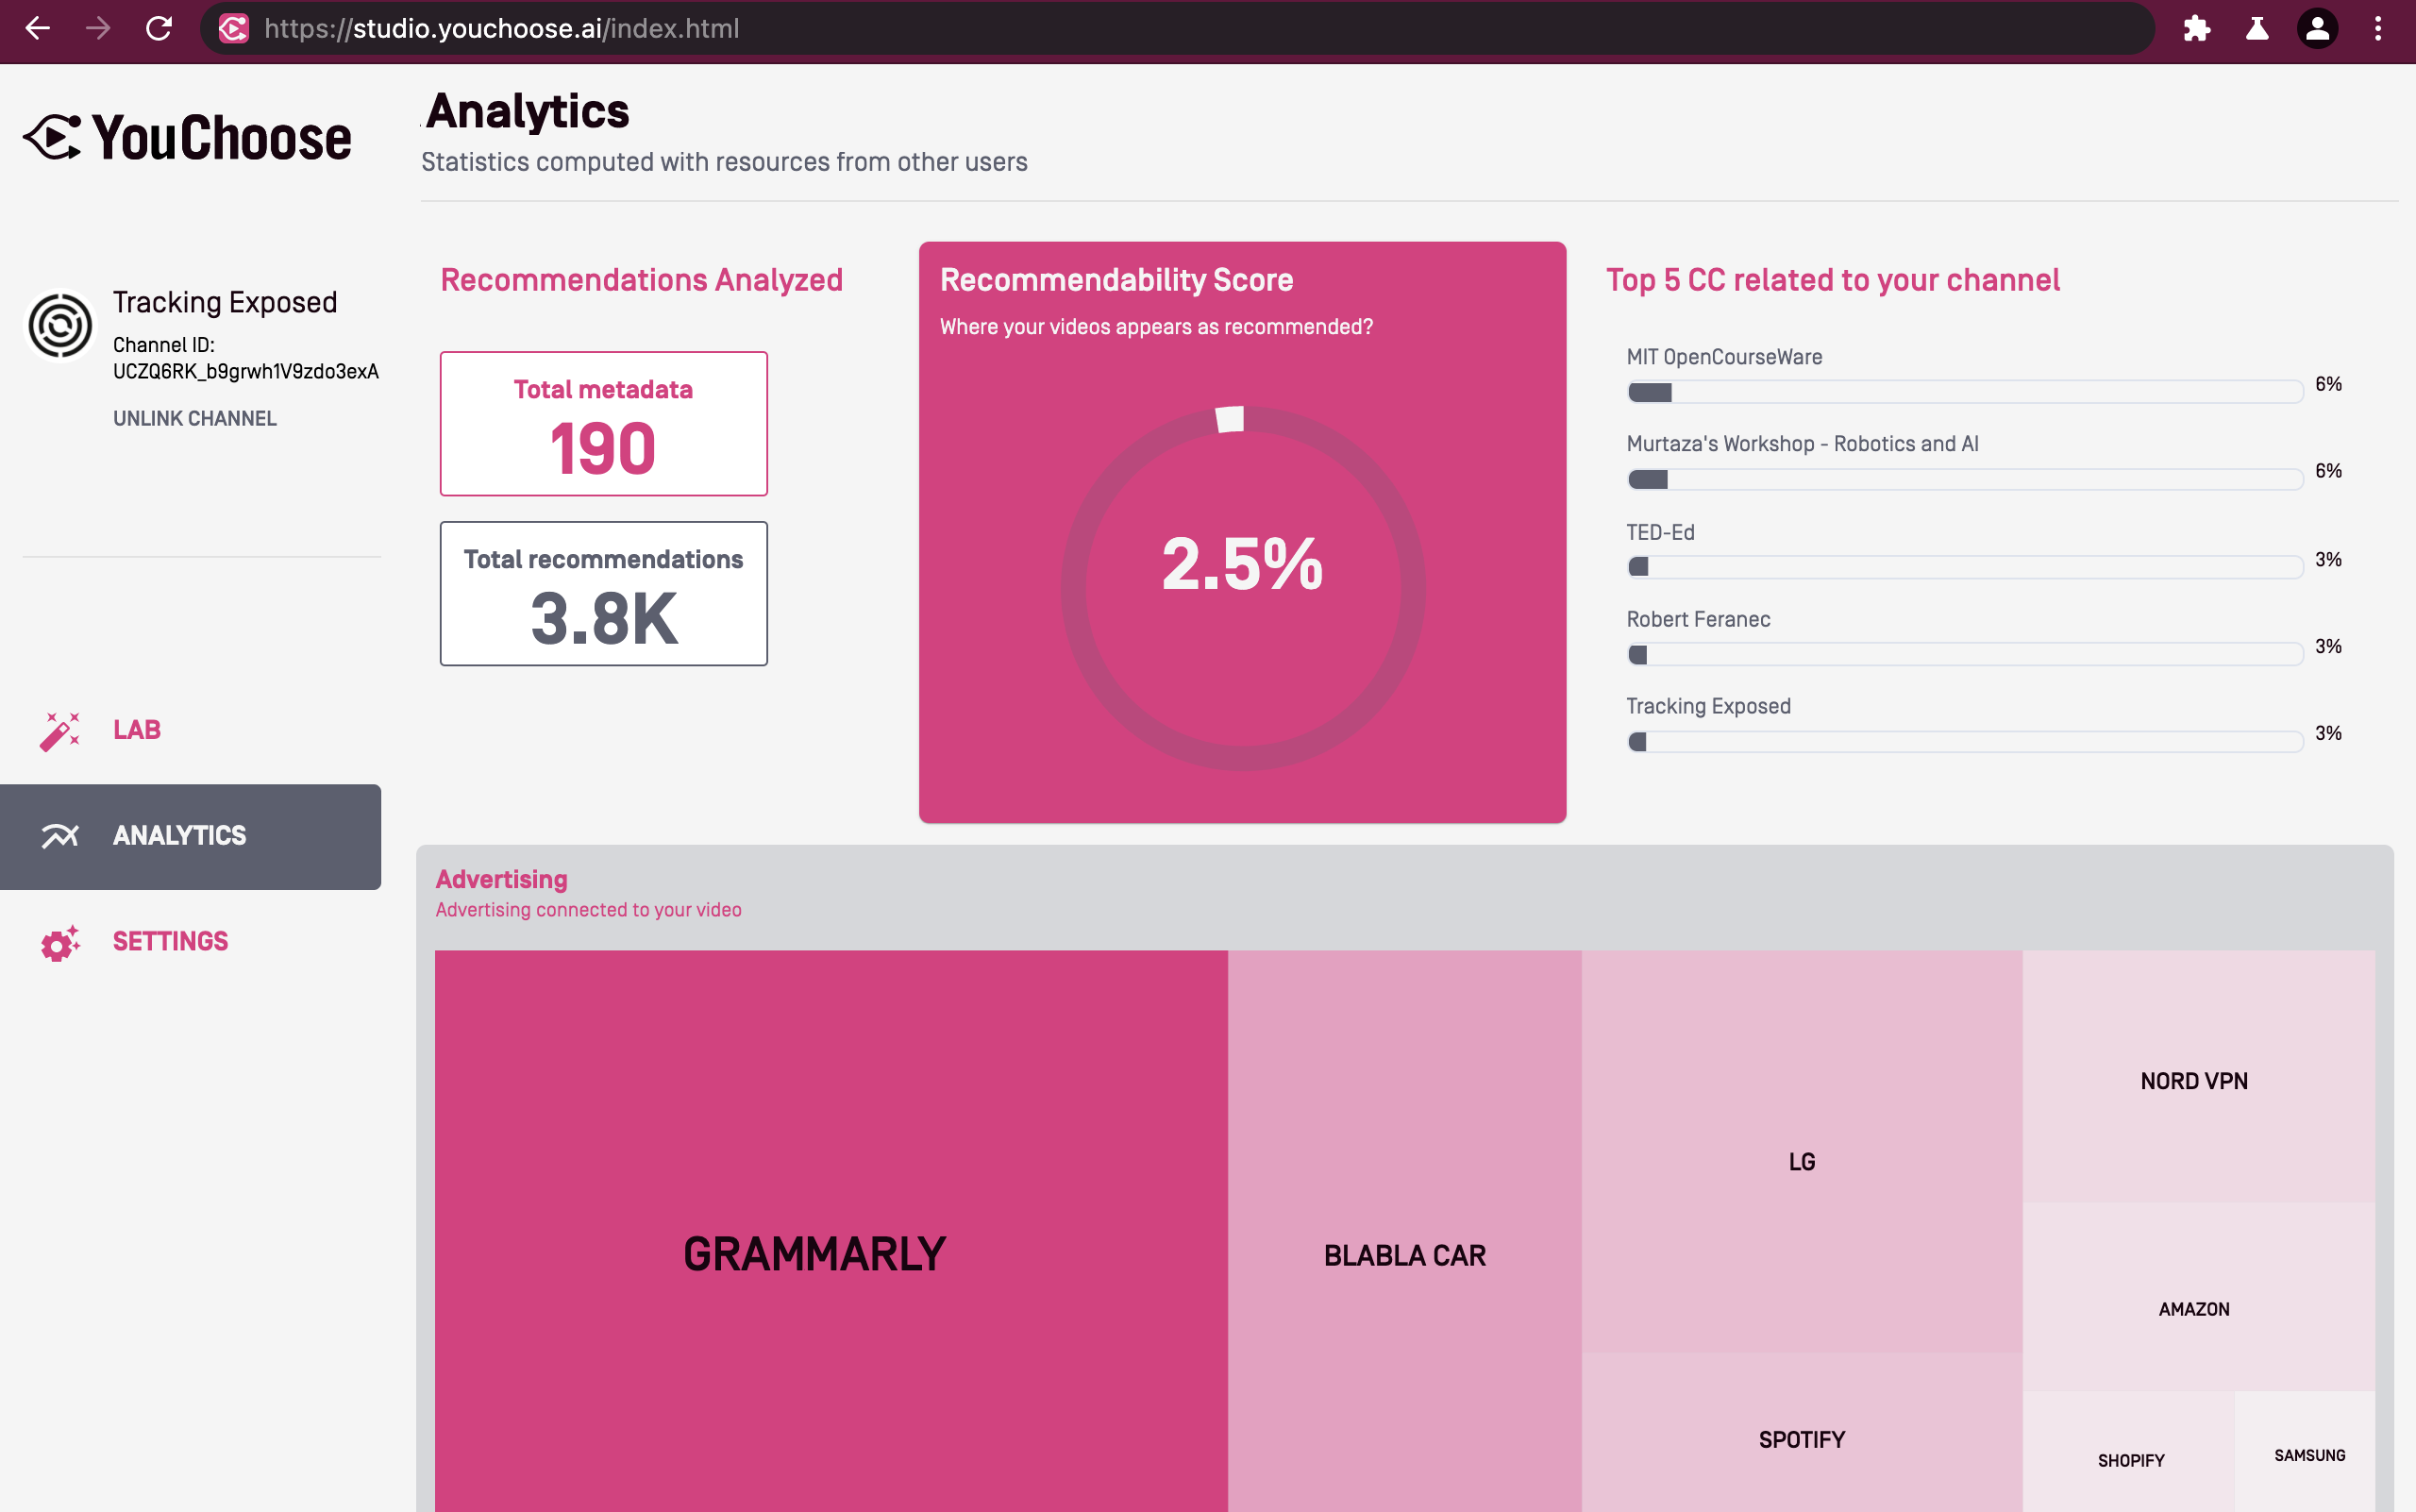 https://studio.youchoose.ai/index.html
YouChoose
Tracking Exposed
Channel ID:
UCZQ6RK_b9grwh1V9zdo3exA
UNLINK CHANNEL
LAB
ANALYTICS
SETTINGS
Analytics
Statistics computed with resources from other users
Recommendations Analyzed
Total metadata
190
Total recommendations
3.8K
Recommendability Score
Where your videos appears as recommended?
2.5%
Top 5 CC related to your channel
MIT OpenCourseWare
6%
Murtaza's Workshop - Robotics and AI
6%
TED-Ed
3%
Robert Feranec
3%
Tracking Exposed
3%
Advertising
Advertising connected to your video
GRAMMARLY
BLABLA CAR
LG
SPOTIFY
NORD VPN
AMAZON
SHOPIFY
SAMSUNG